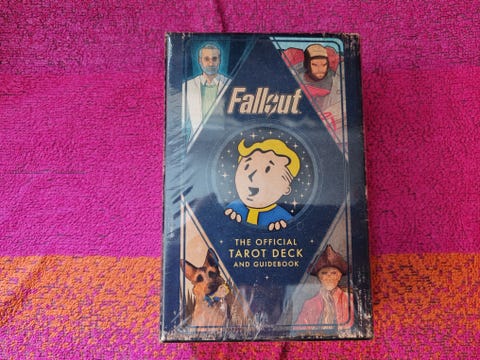 Fallout
THE OFFICIAL
TAROT DECK
AND GUIDEBOOK